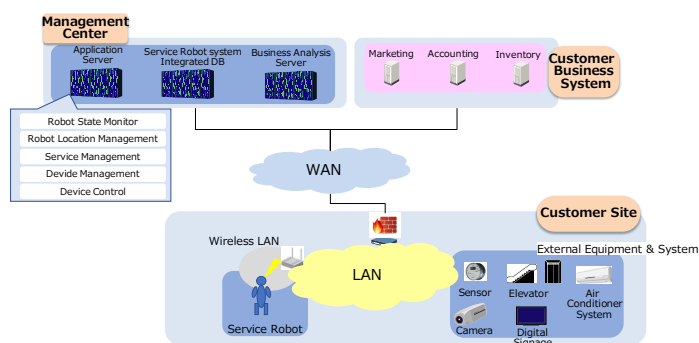 Management
Center
Application
Server
Service Robot system
Integrated DB
Business Analysis
Server
Marketing
Accounting
Inventory
Customer
Business
System
Robot State Monitor
Robot Location Management
Service Management
Devide Management
Device Control
WAN
Customer Site
Wireless LAN
External Equipment & System
LAN
Sensor
Elevator
Air
Conditioner
System
Service Robot
Camera
Digital
Signage